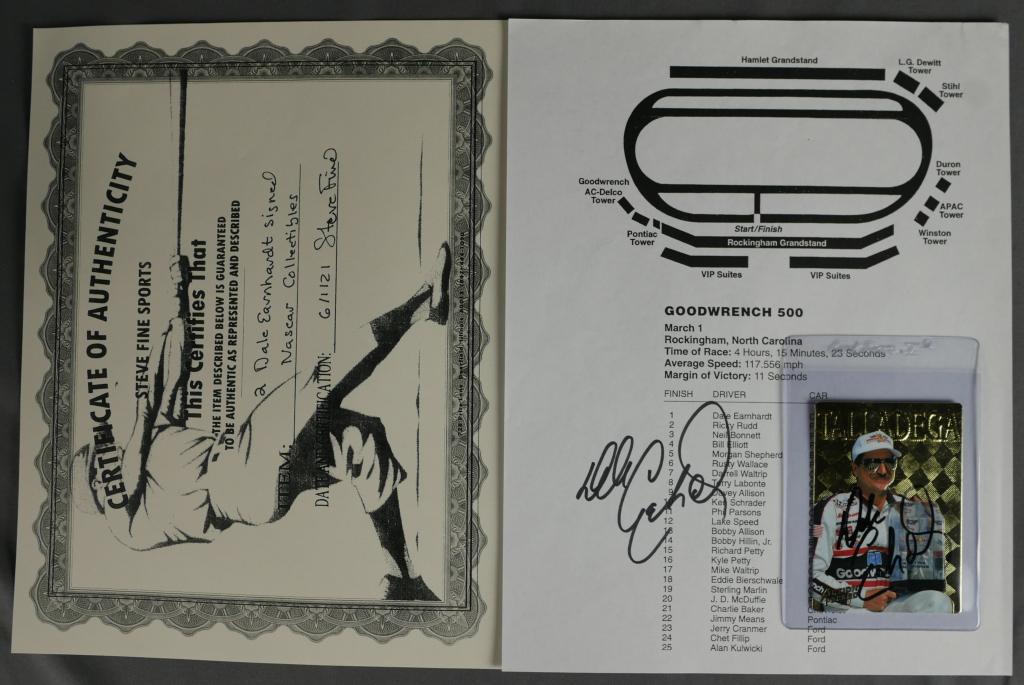 CERTIFICATE OF AUTHENTICITY
STEVE FINE SPORTS
This Certifies That
THE ITEM DESCRIBED BELOW IS GUARANTEED
TO BE AUTHENTIC AS REPRESENTED AND DESCRIBED
2 Dale Earnhardt signed
ITEM: Nascar Collectibles
DATE 6/1121 Steve Fine
Hamlet Grandstand
L.G. Dewitt
Tower
Stihl
Tower
Duron
Tower
APAC
Tower
Winston
Tower
Goodwrench
AC-Delco
Tower
Pontiac
Tower
Start/Finish
Rockingham Grandstand
VIP Suites
VIP Suites
GOODWRENCH 500
March 1
Rockingham, North Carolina
Time of Race: 4 Hours, 15 Minutes, 23 Seconds
Average Speed: 117.556 mph
Margin of Victory: 11 Seconds
FINISH DRIVER CAR
1 Dale Earnhardt
2 Ricky Rudd
3 Neil Bonnett
4 Bill Elliott
5 Morgan Shepherd
6 Rusty Wallace
7 Darrell Waltrip
8 Terry Labonte
9 Davey Allison
Ken Schrader
11 Phil Parsons
12 Lake Speed
13 Bobby Allison
14 Bobby Hillin, Jr.
15 Richard Petty
16 Kyle Petty
17 Mike Waltrip
18 Eddie Bierschwale
19 Sterling Marlin
20 J. D. McDuffie
21 Charlie Baker
22 Jimmy Means Pontiac
23 Jerry Cranmer Ford
24 Chet Fillip Ford
25 Alan Kulwicki Ford
Dale Earnhardt
TALLADEGA
Dale Earnhardt